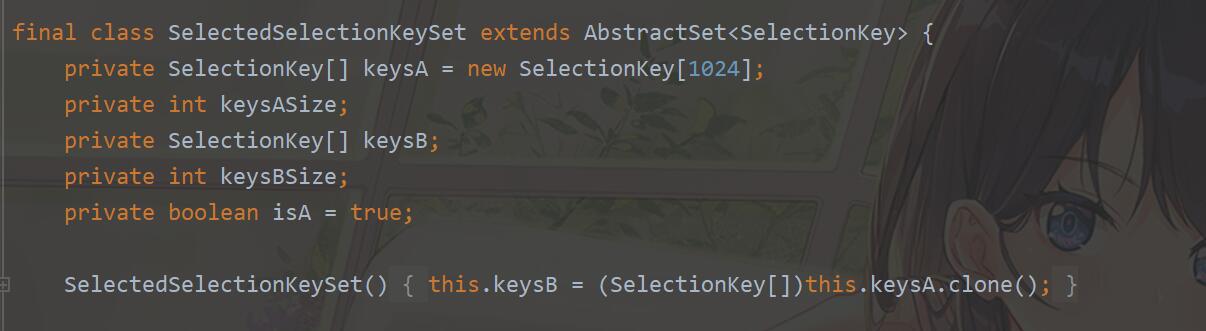 final class SelectedSelectionKeySet extends AbstractSet<SelectionKey> {
    private SelectionKey[] keysA = new SelectionKey[1024];
    private int keysASize;
    private SelectionKey[] keysB;
    private int keysBSize;
    private boolean isA = true;
    SelectedSelectionKeySet() { this.keysB = (SelectionKey[])this.keysA.clone(); }